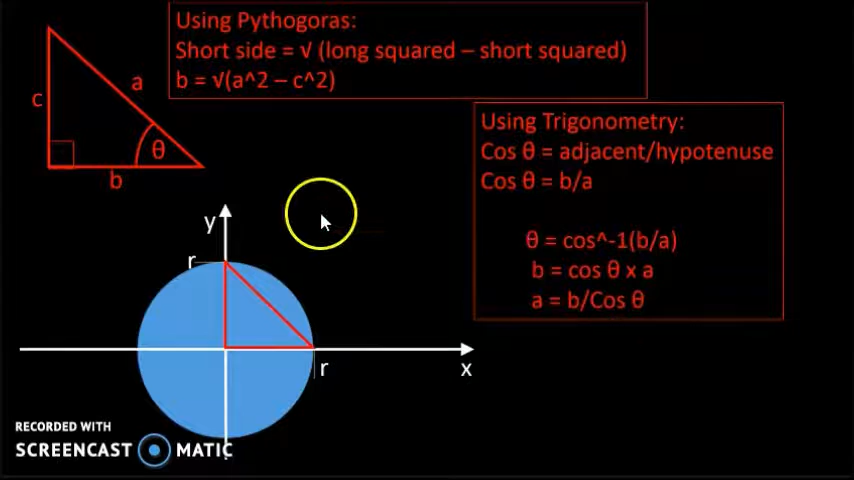 Using Pythogoras:
Short side = √ (long squared – short squared)
b = √(a^2 – c^2)
a
c
θ
b
Using Trigonometry:
Cos θ = adjacent/hypotenuse
Cos θ = b/a
θ = cos^-1(b/a)
b = cos θ x a
a = b/Cos θ
y
r
r
x
RECORDED WITH
SCREENCAST MATIC